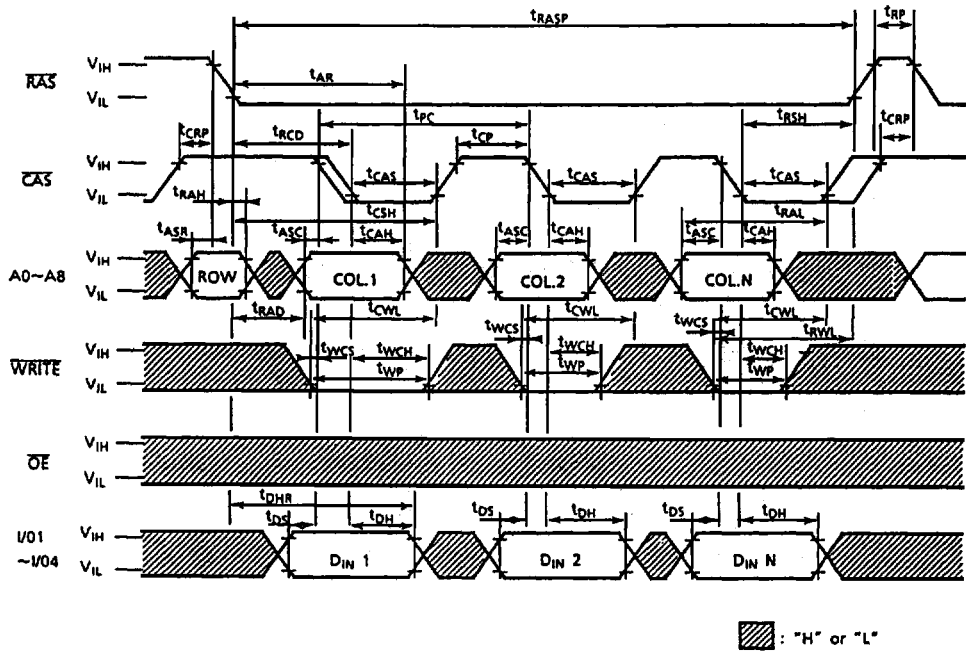 tRASP
tRP
tAR
RAS
VIH
VIL
tCRP
tRCD
tPC
tCP
tRSH
tCRP
CAS
VIH
VIL
tRAH
tCAS
tCAS
tCAS
tCSH
tRAL
tASR
tASC
tCAH
tASC
tCAH
tASC
tCAH
A0~A8
VIH
VIL
ROW
COL.1
COL.2
COL.N
tRAD
tCWL
tCWL
tCWL
tWCS
tWCS
tWCS
tRWL
WRITE
VIH
VIL
tWCH
tWCH
tWCH
tWP
tWP
tWP
OE
VIH
VIL
tDHR
tDS
tDH
tDS
tDH
tDS
tDH
I/01
~I/04
VIH
VIL
DIN 1
DIN 2
DIN N
: "H" or "L"